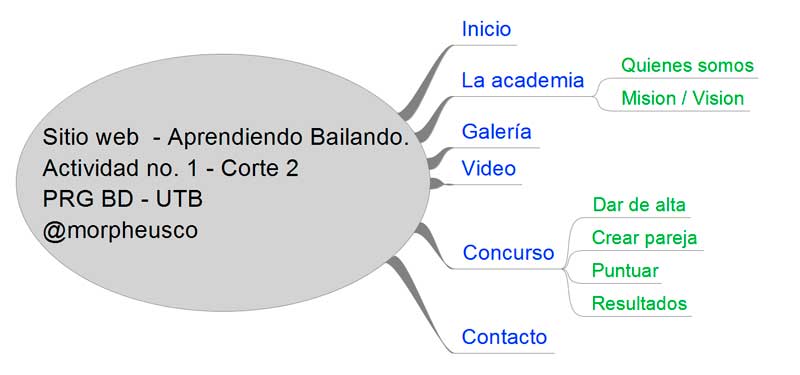 Sitio web - Aprendiendo Bailando.
Actividad no. 1 - Corte 2
PRG BD - UTB
@morpheusco
Inicio
La academia
Quienes somos
Mision / Vision
Galería
Video
Concurso
Dar de alta
Crear pareja
Puntuar
Resultados
Contacto